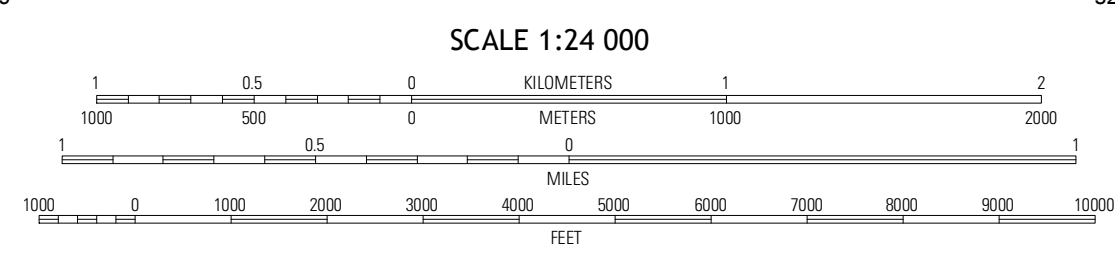 SCALE 1:24 000
1 0.5 0 KILOMETERS 1 2
1000 500 0 METERS 1000 2000
1 0.5 0 1
MILES
1000 0 1000 2000 3000 4000 5000 6000 7000 8000 9000 10000
FEET